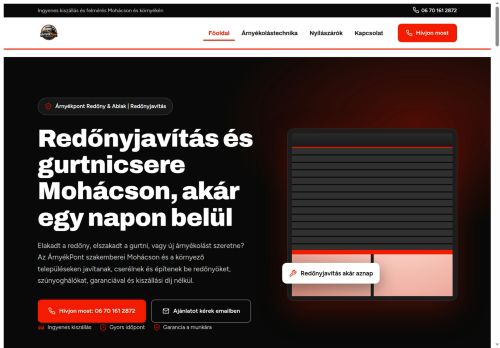 Ingyenes kiszállás és felmérés Mohácson és környékén
06 70 161 2872
Főoldal
Árnyékolástechnika
Nyílászárók
Kapcsolat
Hívjon most
Árnyékpont Redőny & Ablak | Redőnyjavítás
Redőnyjavítás és
gurtnicsere
Mohácson, akár
egy napon belül
Elakadt a redőny, elszakadt a gurtni, vagy új árnyékolást szeretne?
Az ÁrnyékPont szakemberei Mohácson és a környező
településeken javítanak, cserélnek és építenek be redőnyöket,
szúnyoghálókat, garanciával és kiszállási díj nélkül.
Redőnyjavítás akár aznap
Hívjon most: 06 70 161 2872
Ajánlatot kérek emailben
Ingyenes kiszállás
Gyors időpont
Garancia a munkára